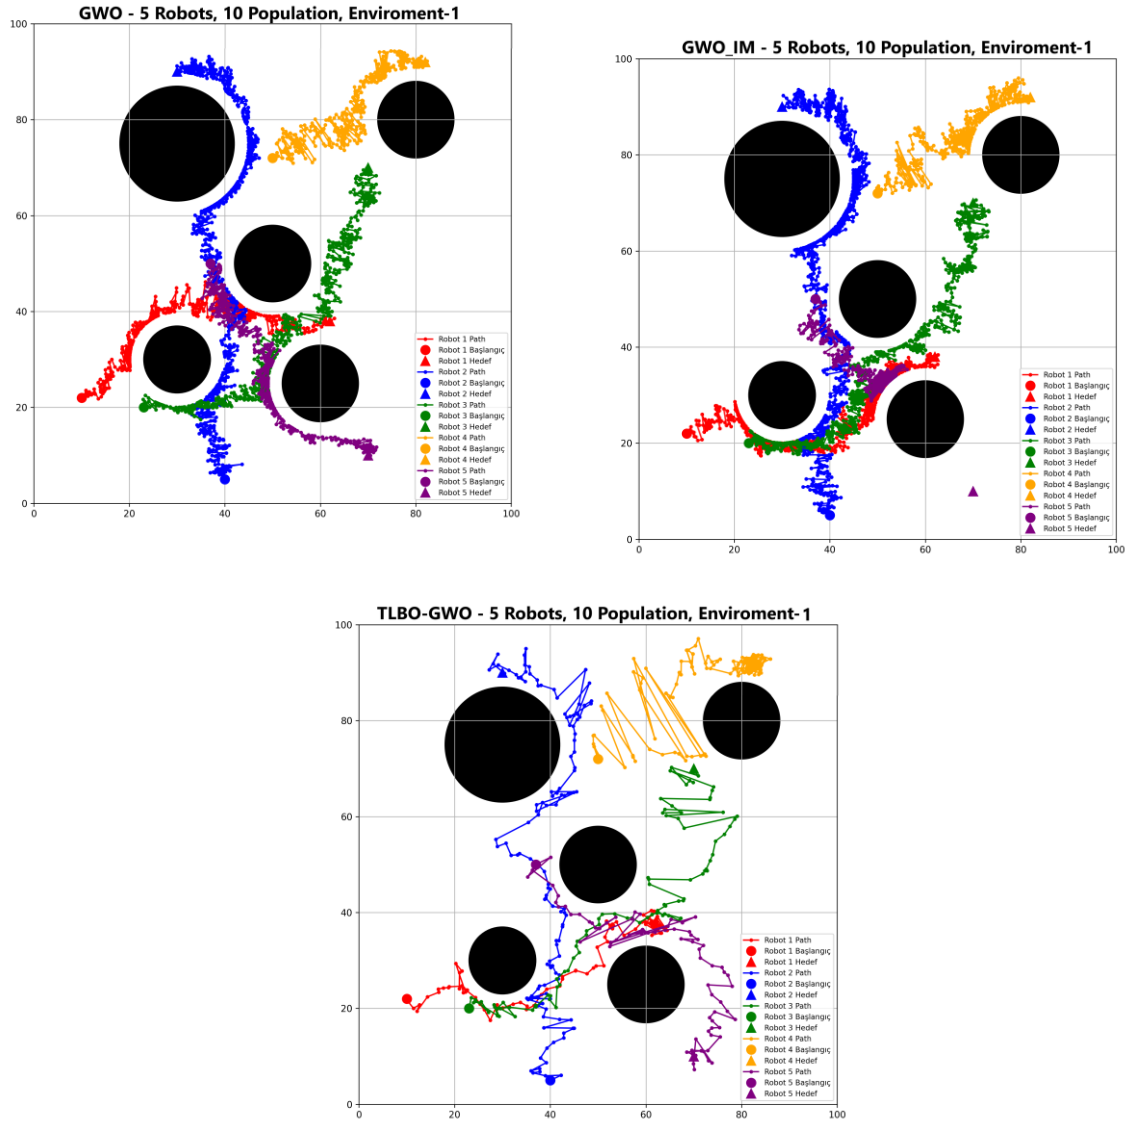 GWO - 5 Robots, 10 Population, Enviroment-1
100
80
60
40
20
0
0 20 40 60 80 100
Robot 1 Path
Robot 1 Başlangıç
Robot 1 Hedef
Robot 2 Path
Robot 2 Başlangıç
Robot 2 Hedef
Robot 3 Path
Robot 3 Başlangıç
Robot 3 Hedef
Robot 4 Path
Robot 4 Başlangıç
Robot 4 Hedef
Robot 5 Path
Robot 5 Başlangıç
Robot 5 Hedef
GWO_IM - 5 Robots, 10 Population, Enviroment-1
100
80
60
40
20
0
0 20 40 60 80 100
Robot 1 Path
Robot 1 Başlangıç
Robot 1 Hedef
Robot 2 Path
Robot 2 Başlangıç
Robot 2 Hedef
Robot 3 Path
Robot 3 Başlangıç
Robot 3 Hedef
Robot 4 Path
Robot 4 Başlangıç
Robot 4 Hedef
Robot 5 Path
Robot 5 Başlangıç
Robot 5 Hedef
TLBO-GWO - 5 Robots, 10 Population, Enviroment-1
100
80
60
40
20
0
0 20 40 60 80 100
Robot 1 Path
Robot 1 Başlangıç
Robot 1 Hedef
Robot 2 Path
Robot 2 Başlangıç
Robot 2 Hedef
Robot 3 Path
Robot 3 Başlangıç
Robot 3 Hedef
Robot 4 Path
Robot 4 Başlangıç
Robot 4 Hedef
Robot 5 Path
Robot 5 Başlangıç
Robot 5 Hedef